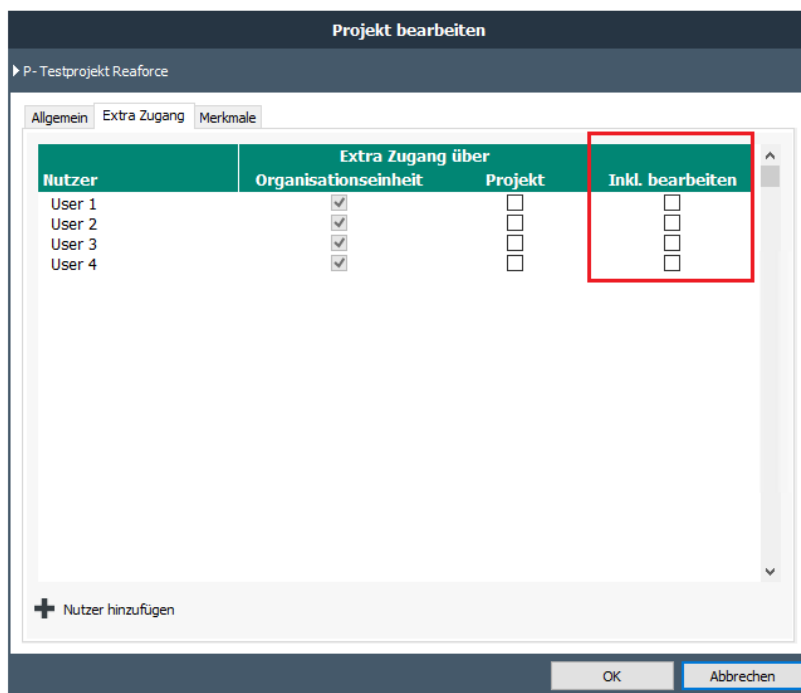 Projekt bearbeiten
P- Testprojekt Reaforce
Allgemein Extra Zugang Merkmale
Extra Zugang über
Nutzer Organisationseinheit Projekt Inkl. bearbeiten
User 1
User 2
User 3
User 4
Nutzer hinzufügen
OK Abbrechen